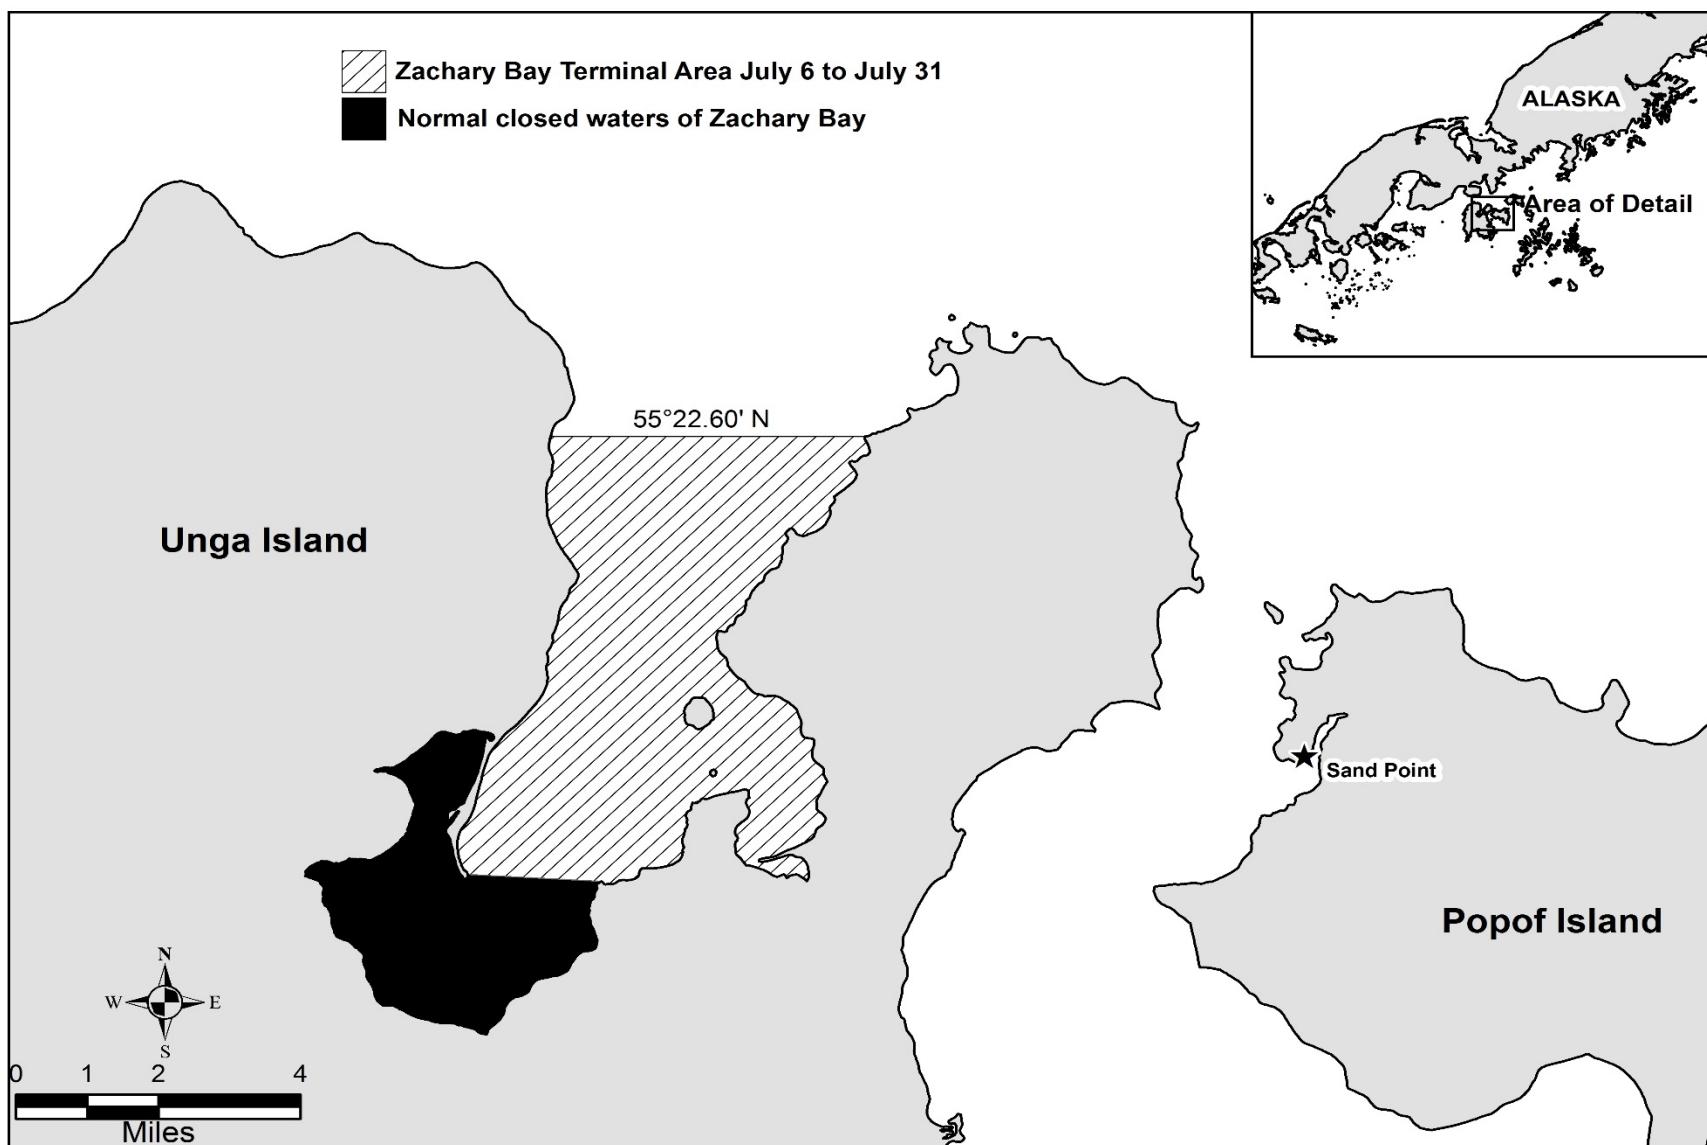 Zachary Bay Terminal Area July 6 to July 31
Normal closed waters of Zachary Bay
ALASKA
Area of Detail
55°22.60' N
Unga Island
Sand Point
Popof Island
N
W E
S
0 1 2 4
Miles